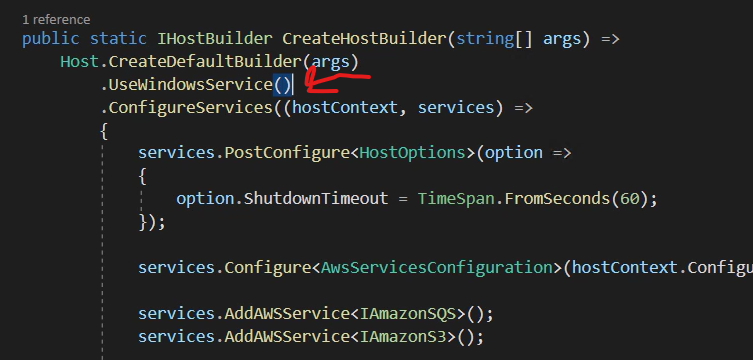 1 reference
public static IHostBuilder CreateHostBuilder(string[] args) =>
Host.CreateDefaultBuilder(args)
.UseWindowsService()
.ConfigureServices((hostContext, services) =>
{
services.PostConfigure<HostOptions>(option =>
{
option.ShutdownTimeout = TimeSpan.FromSeconds(60);
});
services.Configure<AwsServicesConfiguration>(hostContext.Configu
services.AddAWSService<IAmazonSQS>();
services.AddAWSService<IAmazonS3>();